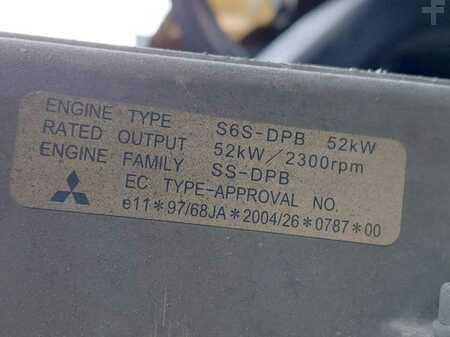 ENGINE TYPE S6S-DPB 52kW
RATED OUTPUT 52kW/2300rpm
ENGINE FAMILY SS-DPB
EC TYPE-APPROVAL NO.
e11*97/68JA*2004/26*0787*00